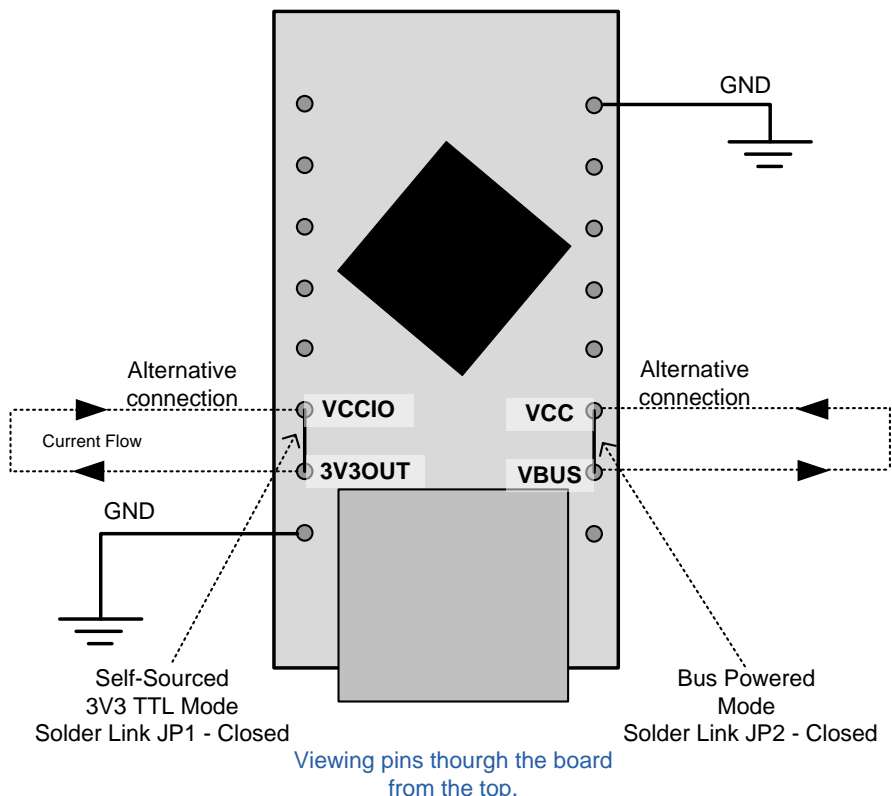 GND
Alternative
connection
Alternative
connection
VCCIO
VCC
Current Flow
3V3OUT
VBUS
GND
Self-Sourced
3V3 TTL Mode
Solder Link JP1 - Closed
Bus Powered
Mode
Solder Link JP2 - Closed
Viewing pins thourgh the board
from the top.